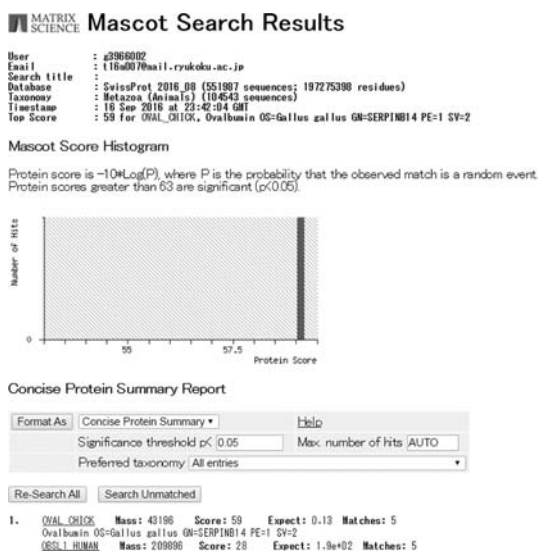 MATRIX
SCIENCE Mascot Search Results
User : g3966002
Email : t16m007@mail.ryukoku.ac.jp
Search title :
Database : SwissProt 2016_08 (551987 sequences; 197275398 residues)
Taxonomy : Metazoa (Animals) (104543 sequences)
Timestamp : 16 Sep 2016 at 23:42:04 GMT
Top Score : 59 for OVAL_CHICK, Ovalbumin OS=Gallus gallus GN=SERPINB14 PE=1 SV=2
Mascot Score Histogram
Protein score is -10*Log(P), where P is the probability that the observed match is a random event.
Protein scores greater than 63 are significant (p<0.05).
Number of Hits
0
55 57.5
Protein Score
Concise Protein Summary Report
Format As Concise Protein Summary Help
Significance threshold p< 0.05 Max. number of hits AUTO
Preferred taxonomy All entries
Re-Search All Search Unmatched
1. OVAL_CHICK Mass: 43196 Score: 59 Expect: 0.13 Matches: 5
Ovalbumin OS=Gallus gallus GN=SERPINB14 PE=1 SV=2
OBSL1_HUMAN Mass: 209896 Score: 28 Expect: 1.9e+02 Matches: 5